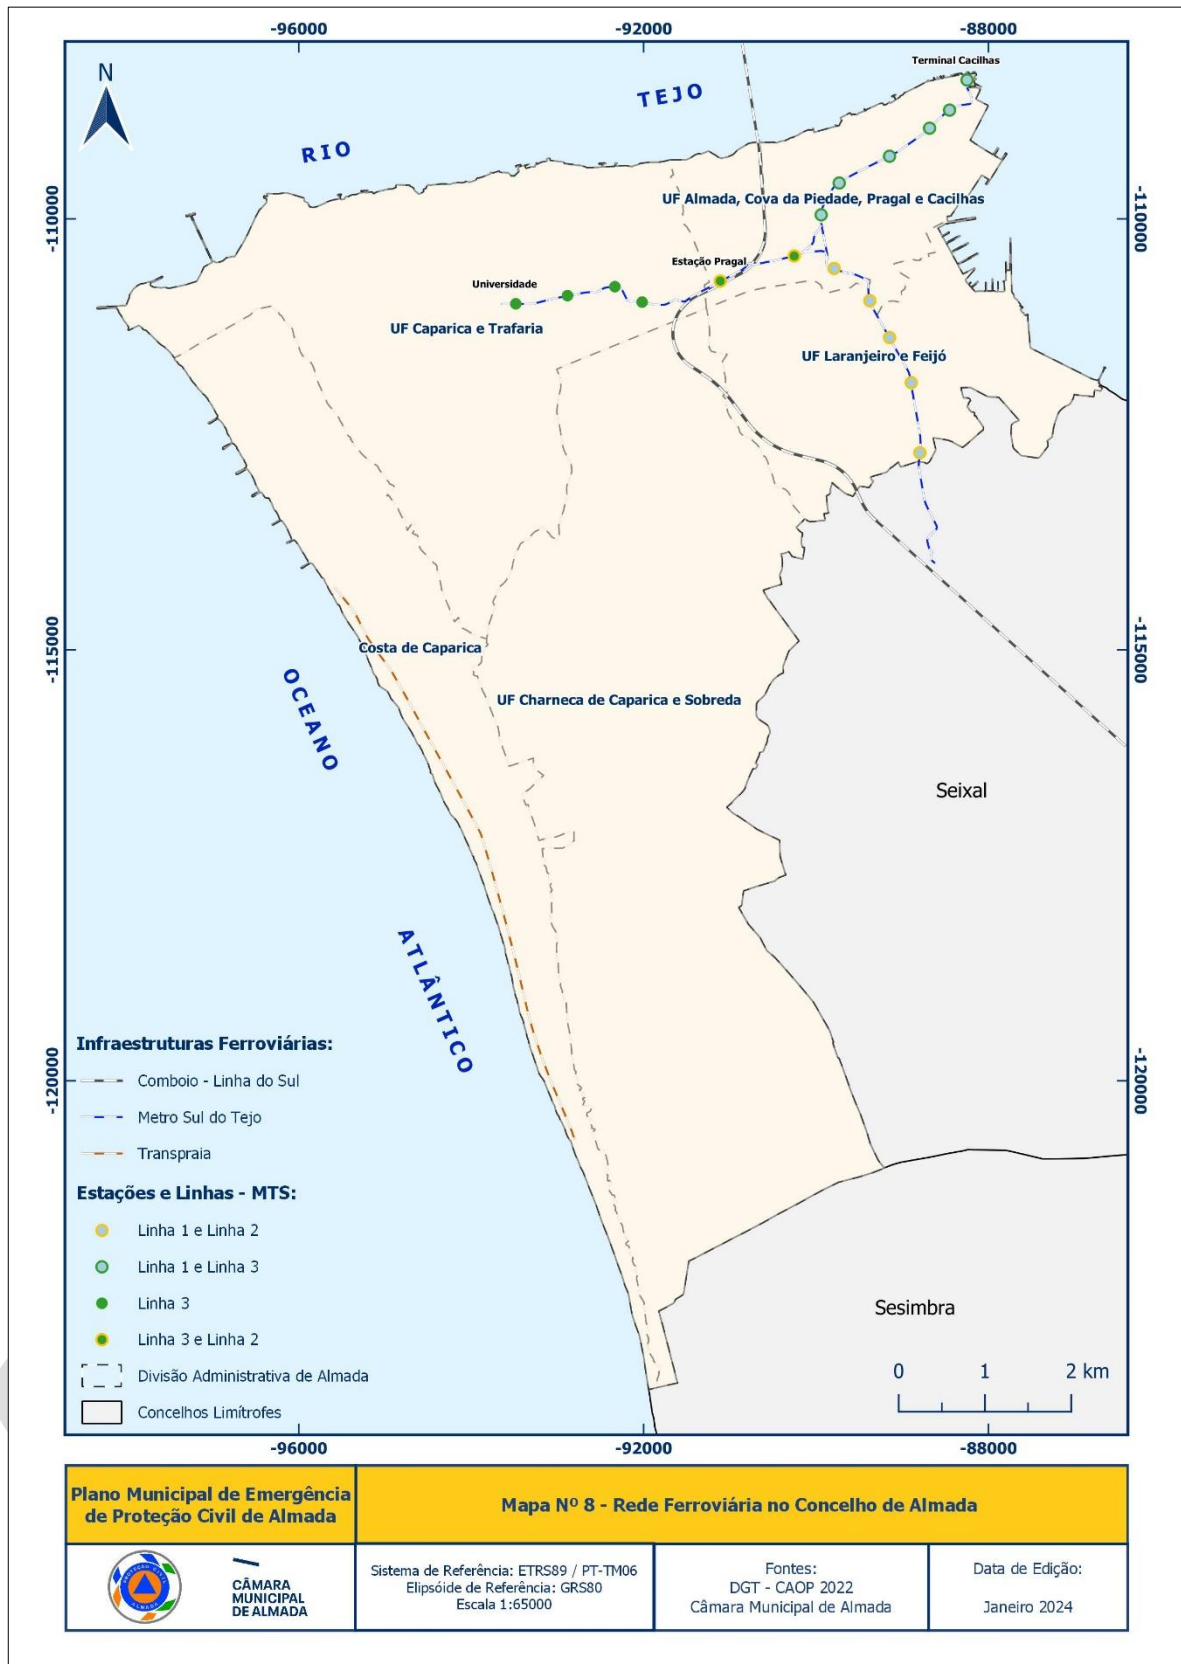 -96000
-92000
-88000
N
Terminal Cacilhas
RIO
TEJO
-110000
-110000
UF Almada, Cova da Piedade, Pragal e Cacilhas
Estação Pragal
Universidade
UF Caparica e Trafaria
UF Laranjeiro e Feijó
-115000
-115000
Costa de Caparica
UF Charneca de Caparica e Sobreda
OCEANO
Seixal
ATLÂNTICO
-120000
-120000
Infraestruturas Ferroviárias:
Comboio - Linha do Sul
Metro Sul do Tejo
Transpraia
Estações e Linhas - MTS:
Linha 1 e Linha 2
Linha 1 e Linha 3
Linha 3
Linha 3 e Linha 2
Divisão Administrativa de Almada
Concelhos Limítrofes
Sesimbra
0 1 2 km
-96000
-92000
-88000
Plano Municipal de Emergência
de Proteção Civil de Almada
Mapa Nº 8 - Rede Ferroviária no Concelho de Almada
PROTEÇÃO CIVIL
ALMADA
CÂMARA
MUNICIPAL
DE ALMADA
Sistema de Referência: ETRS89 / PT-TM06
Elipsóide de Referência: GRS80
Escala 1:65000
Fontes:
DGT - CAOP 2022
Câmara Municipal de Almada
Data de Edição:
Janeiro 2024